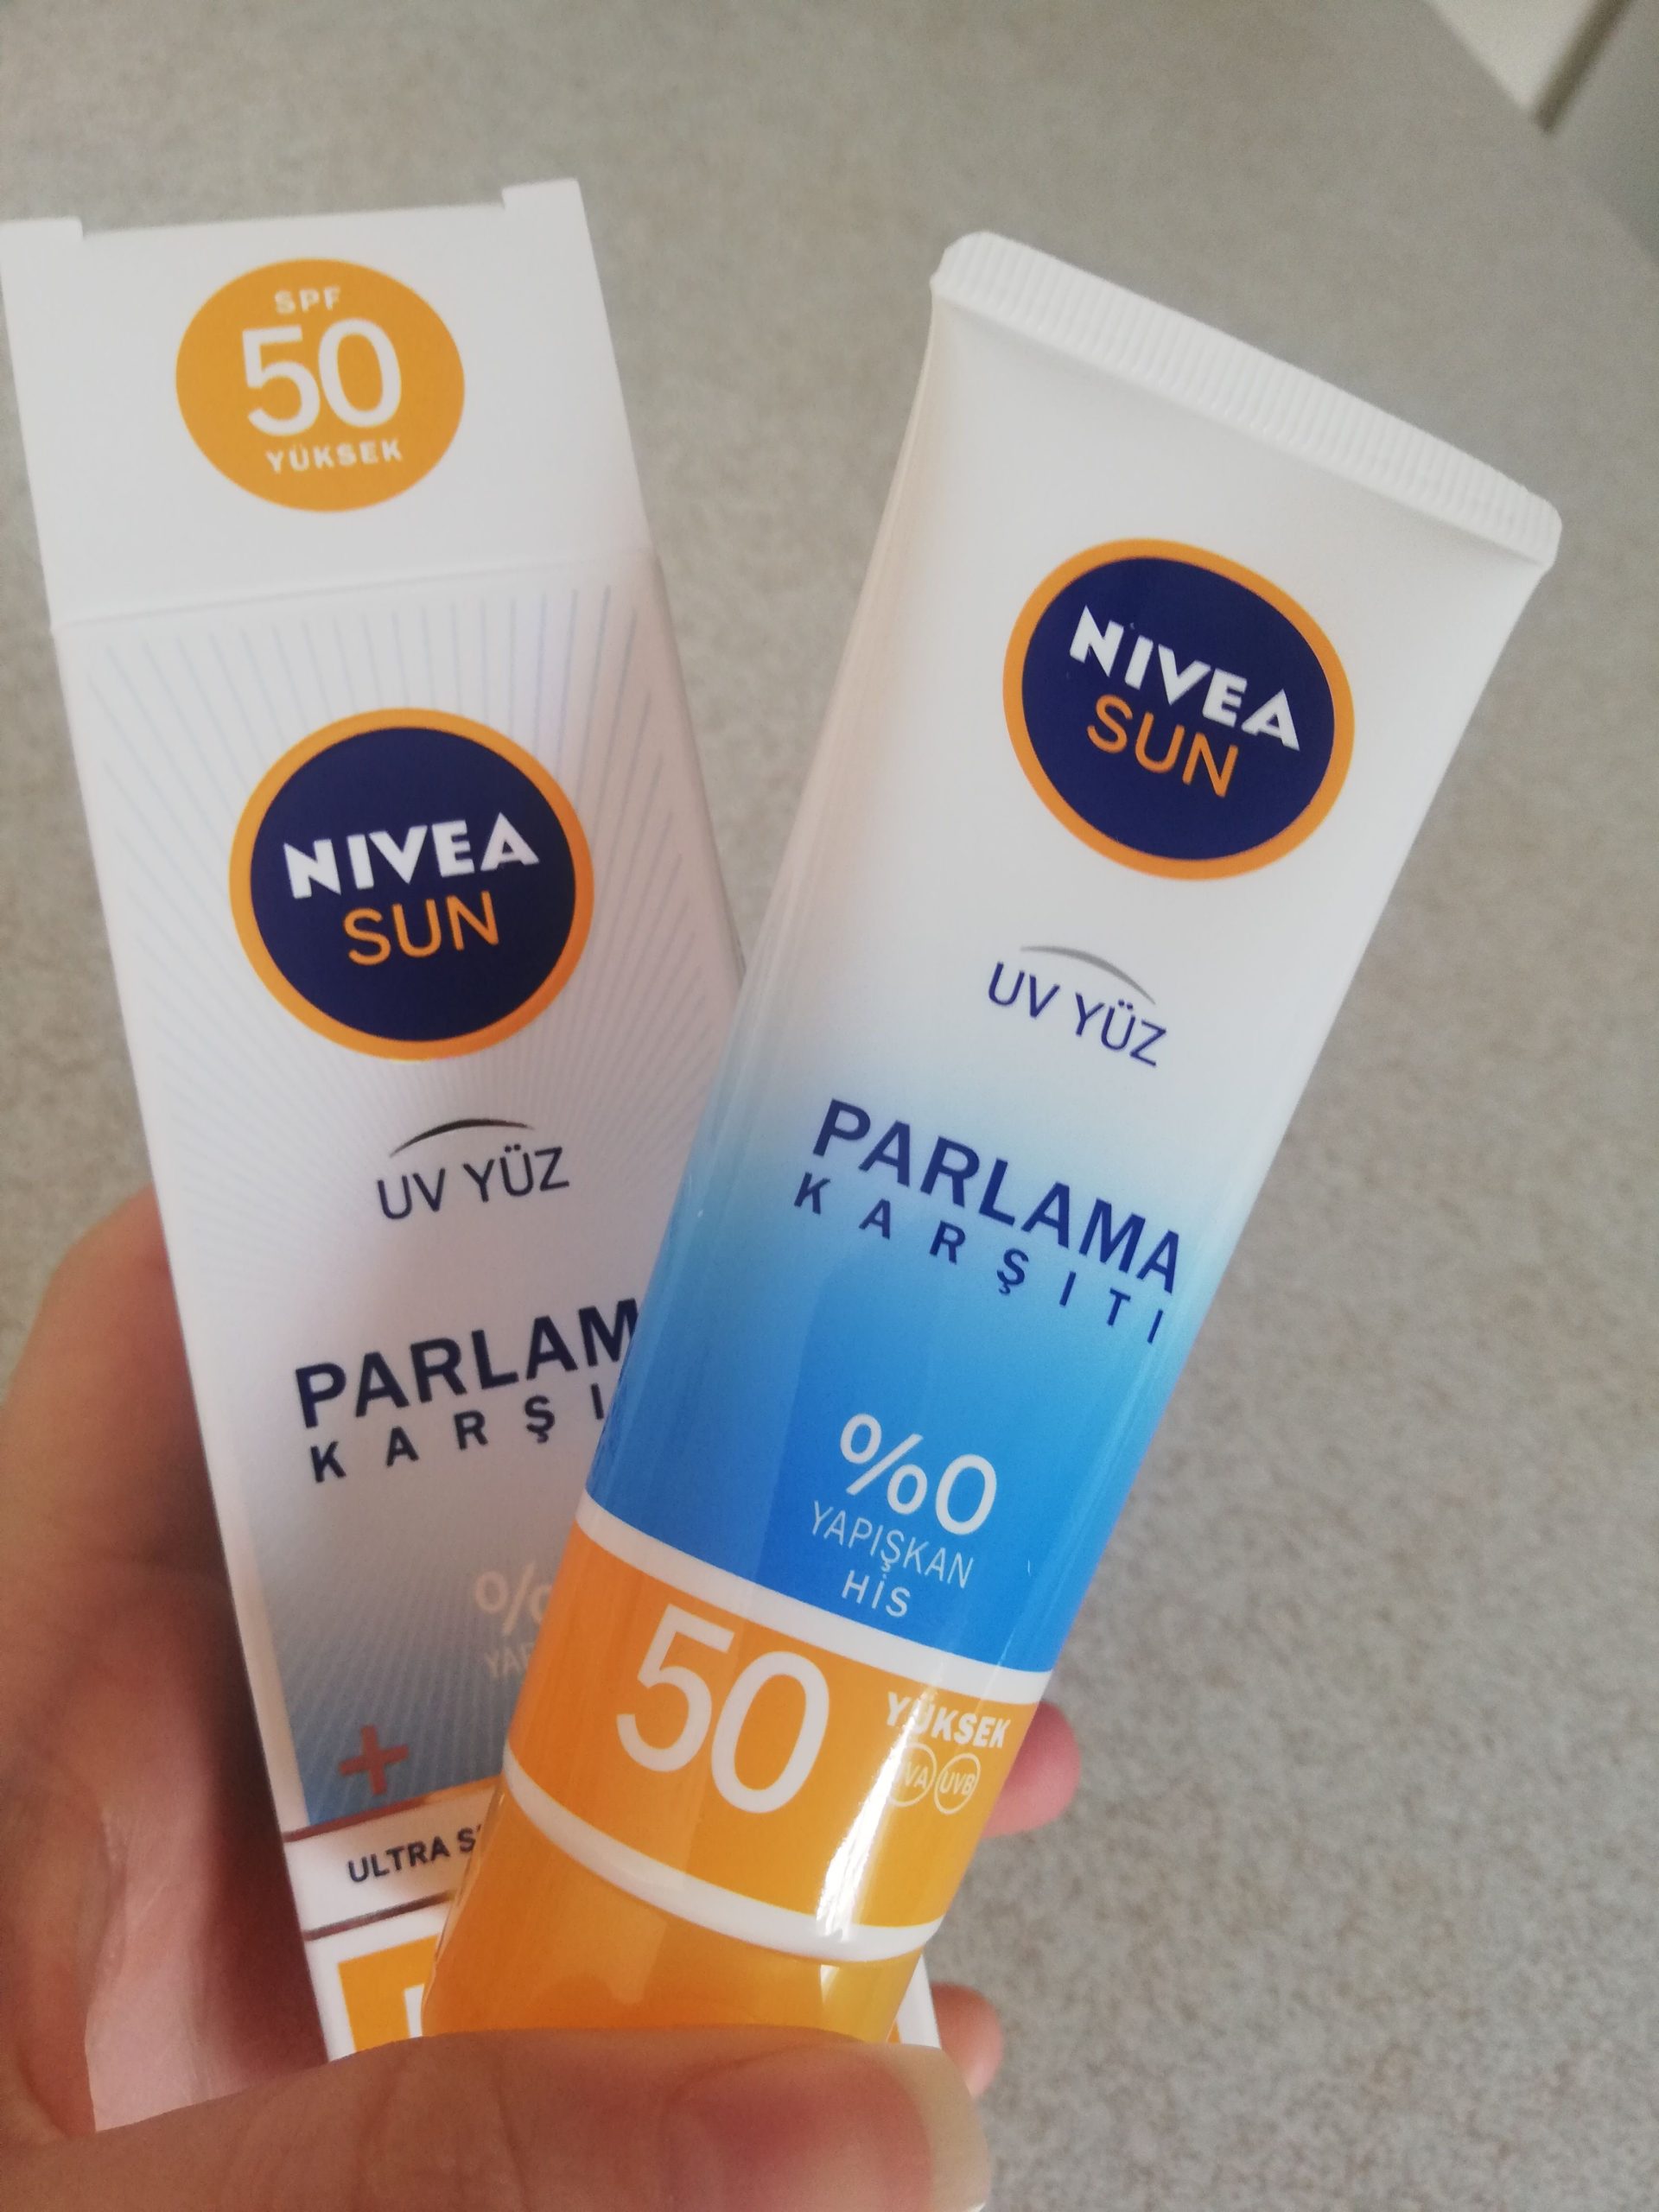 SPF
50
YÜKSEK
NIVEA
SUN
UV YÜZ
PARLAM
KARŞI
%
ULTRA
NIVEA
SUN
UV YÜZ
PARLAMA
KARŞITI
%0
YAPIŞKAN
HİS
50 YÜKSEK
UVA UVB